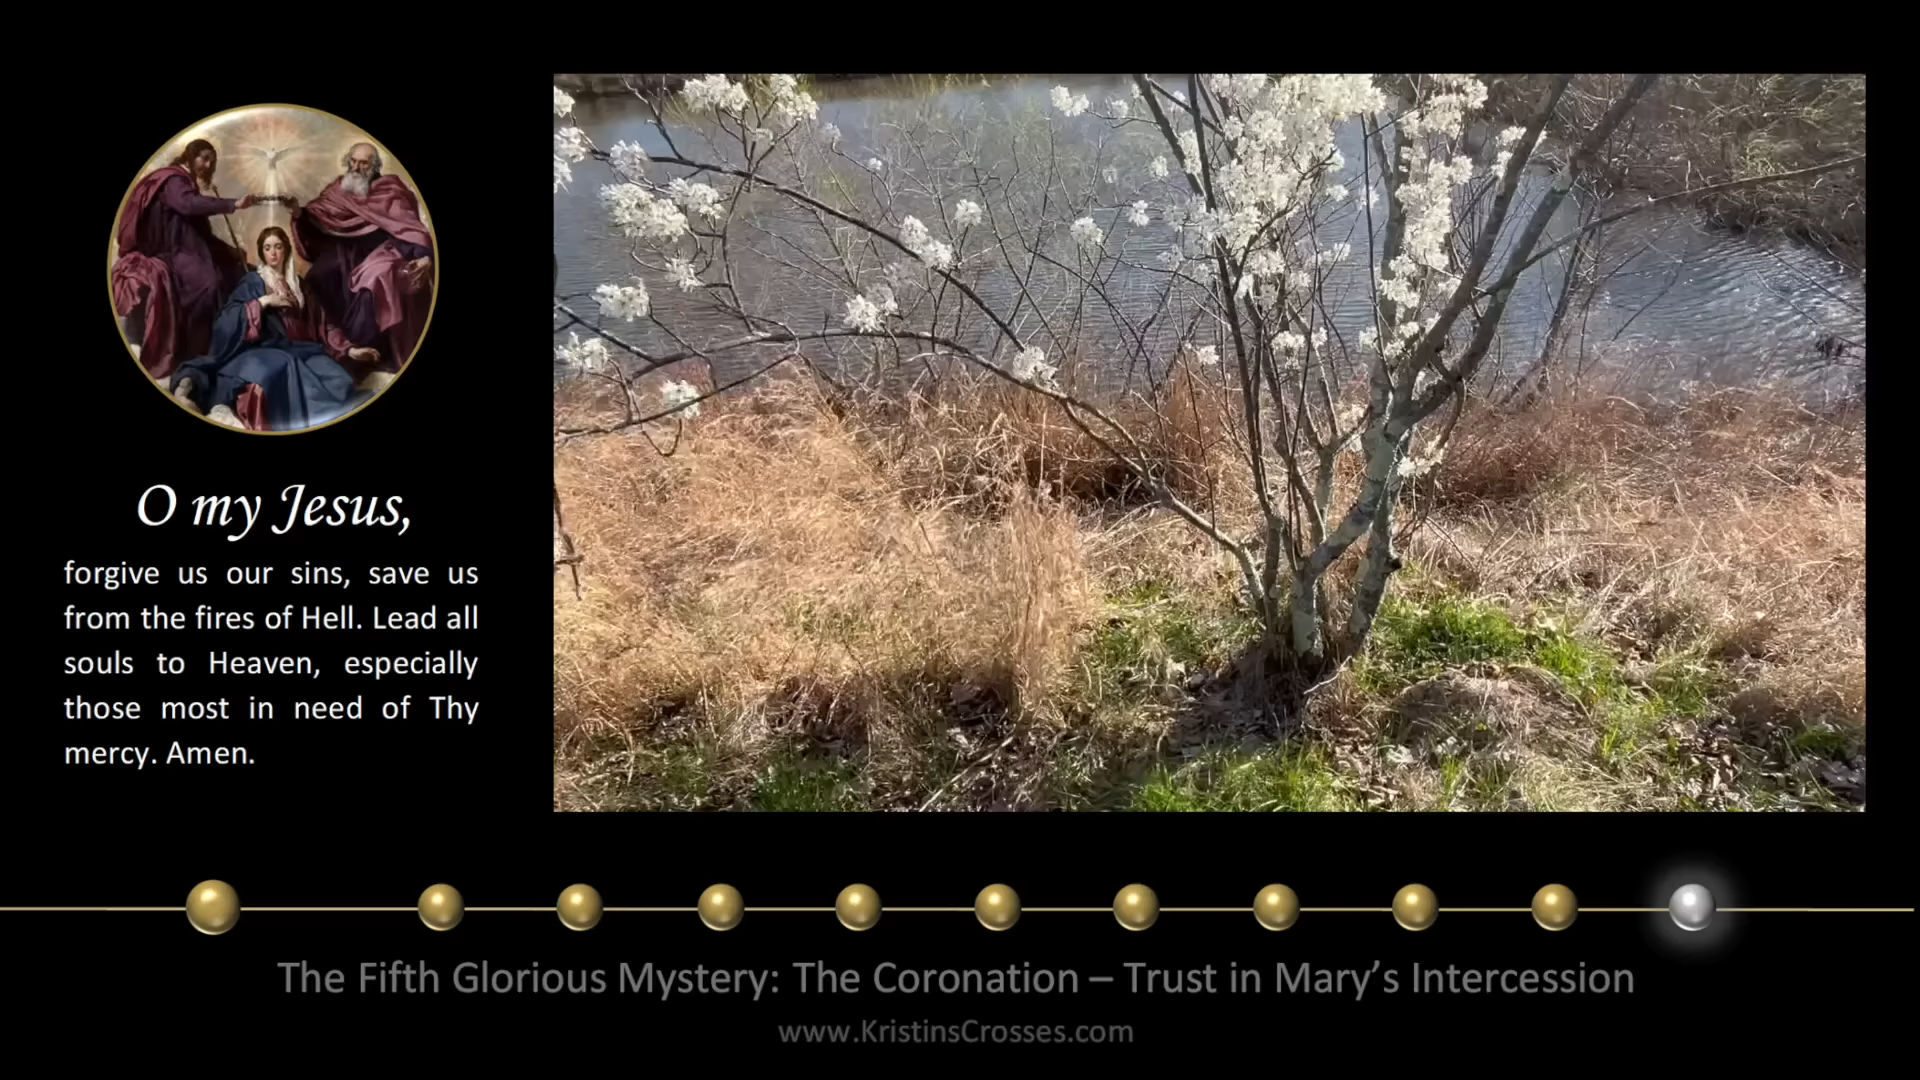 O my Jesus,
forgive us our sins, save us
from the fires of Hell. Lead all
souls to Heaven, especially
those most in need of Thy
mercy. Amen.
The Fifth Glorious Mystery: The Coronation – Trust in Mary’s Intercession
www.KristinsCrosses.com